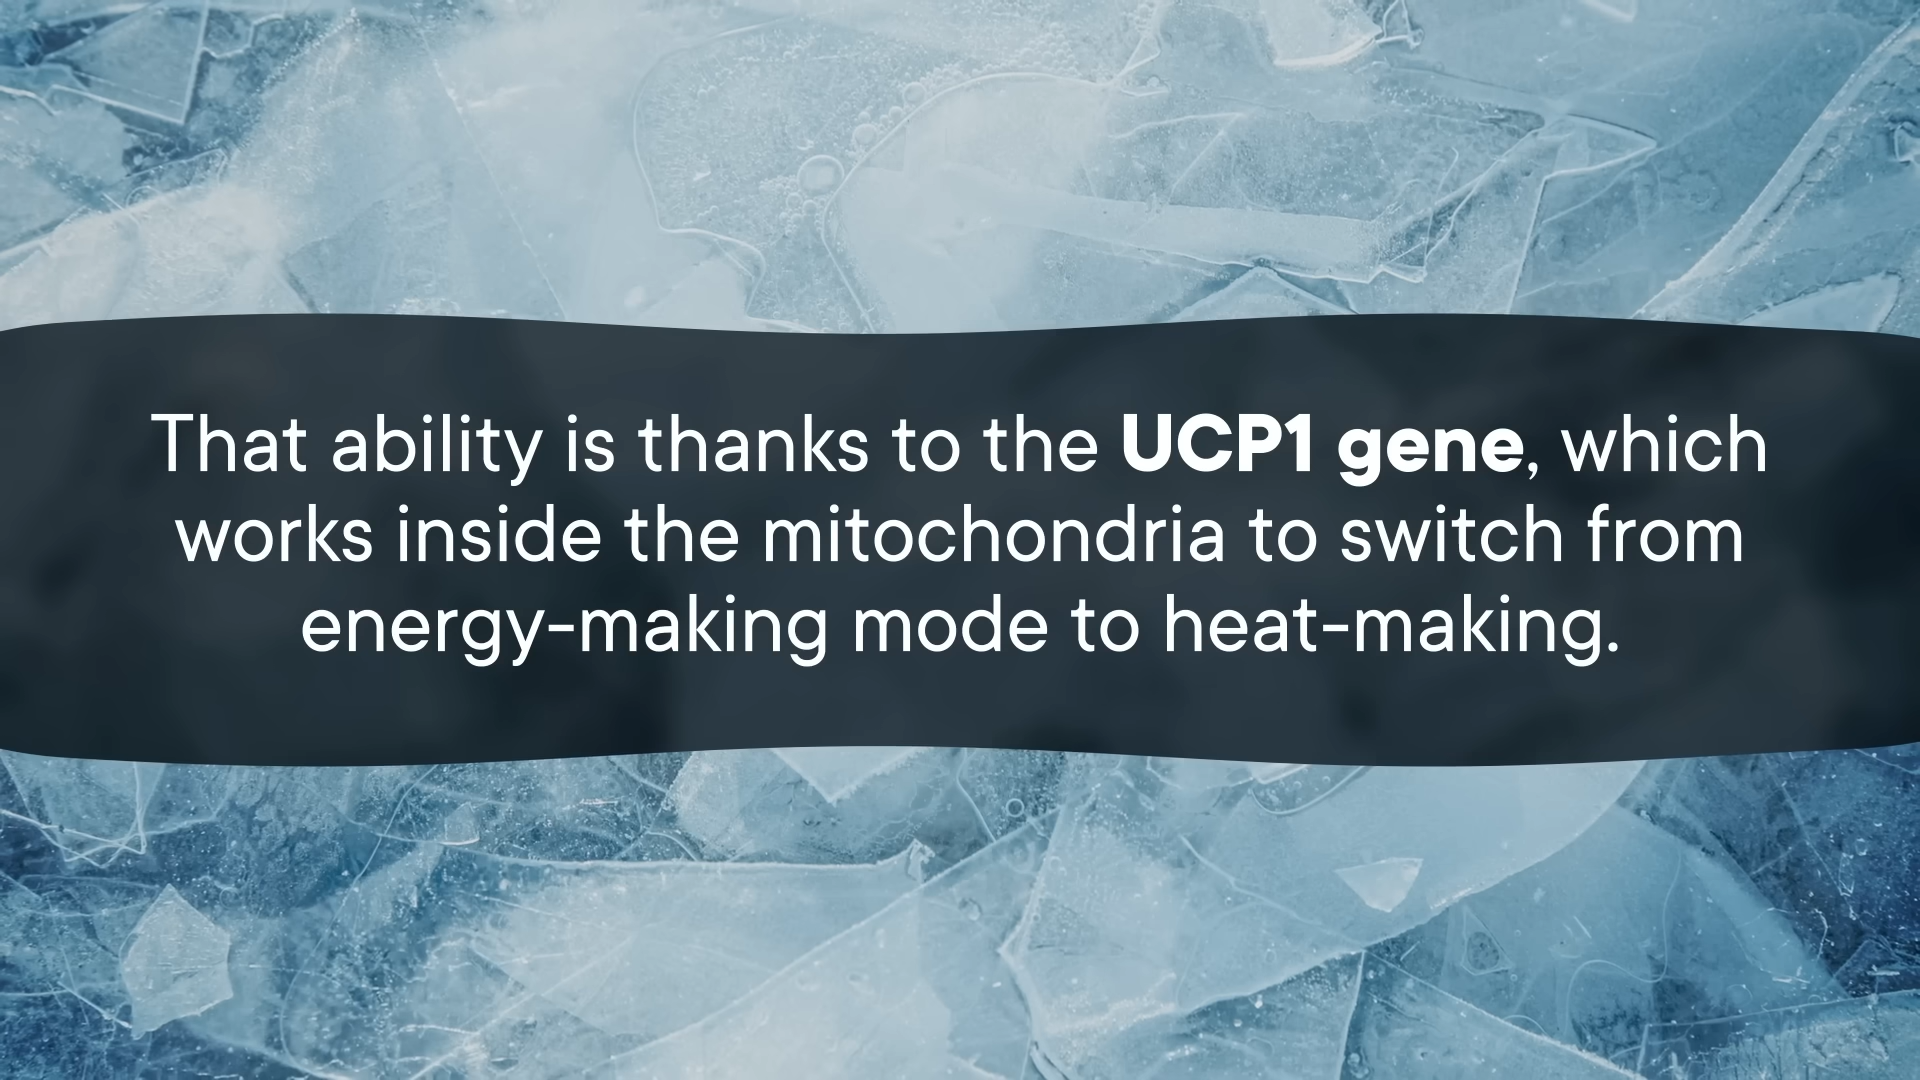 That ability is thanks to the UCP1 gene, which
works inside the mitochondria to switch from
energy-making mode to heat-making.